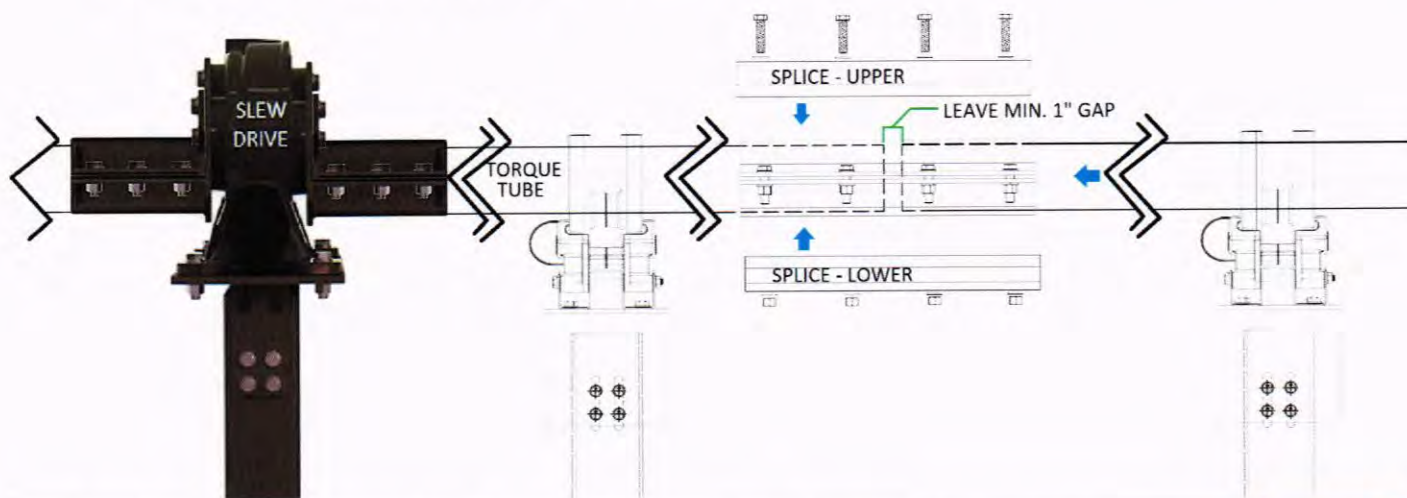 SPLICE - UPPER
LEAVE MIN. 1" GAP
SLEW
DRIVE
TORQUE
TUBE
SPLICE - LOWER